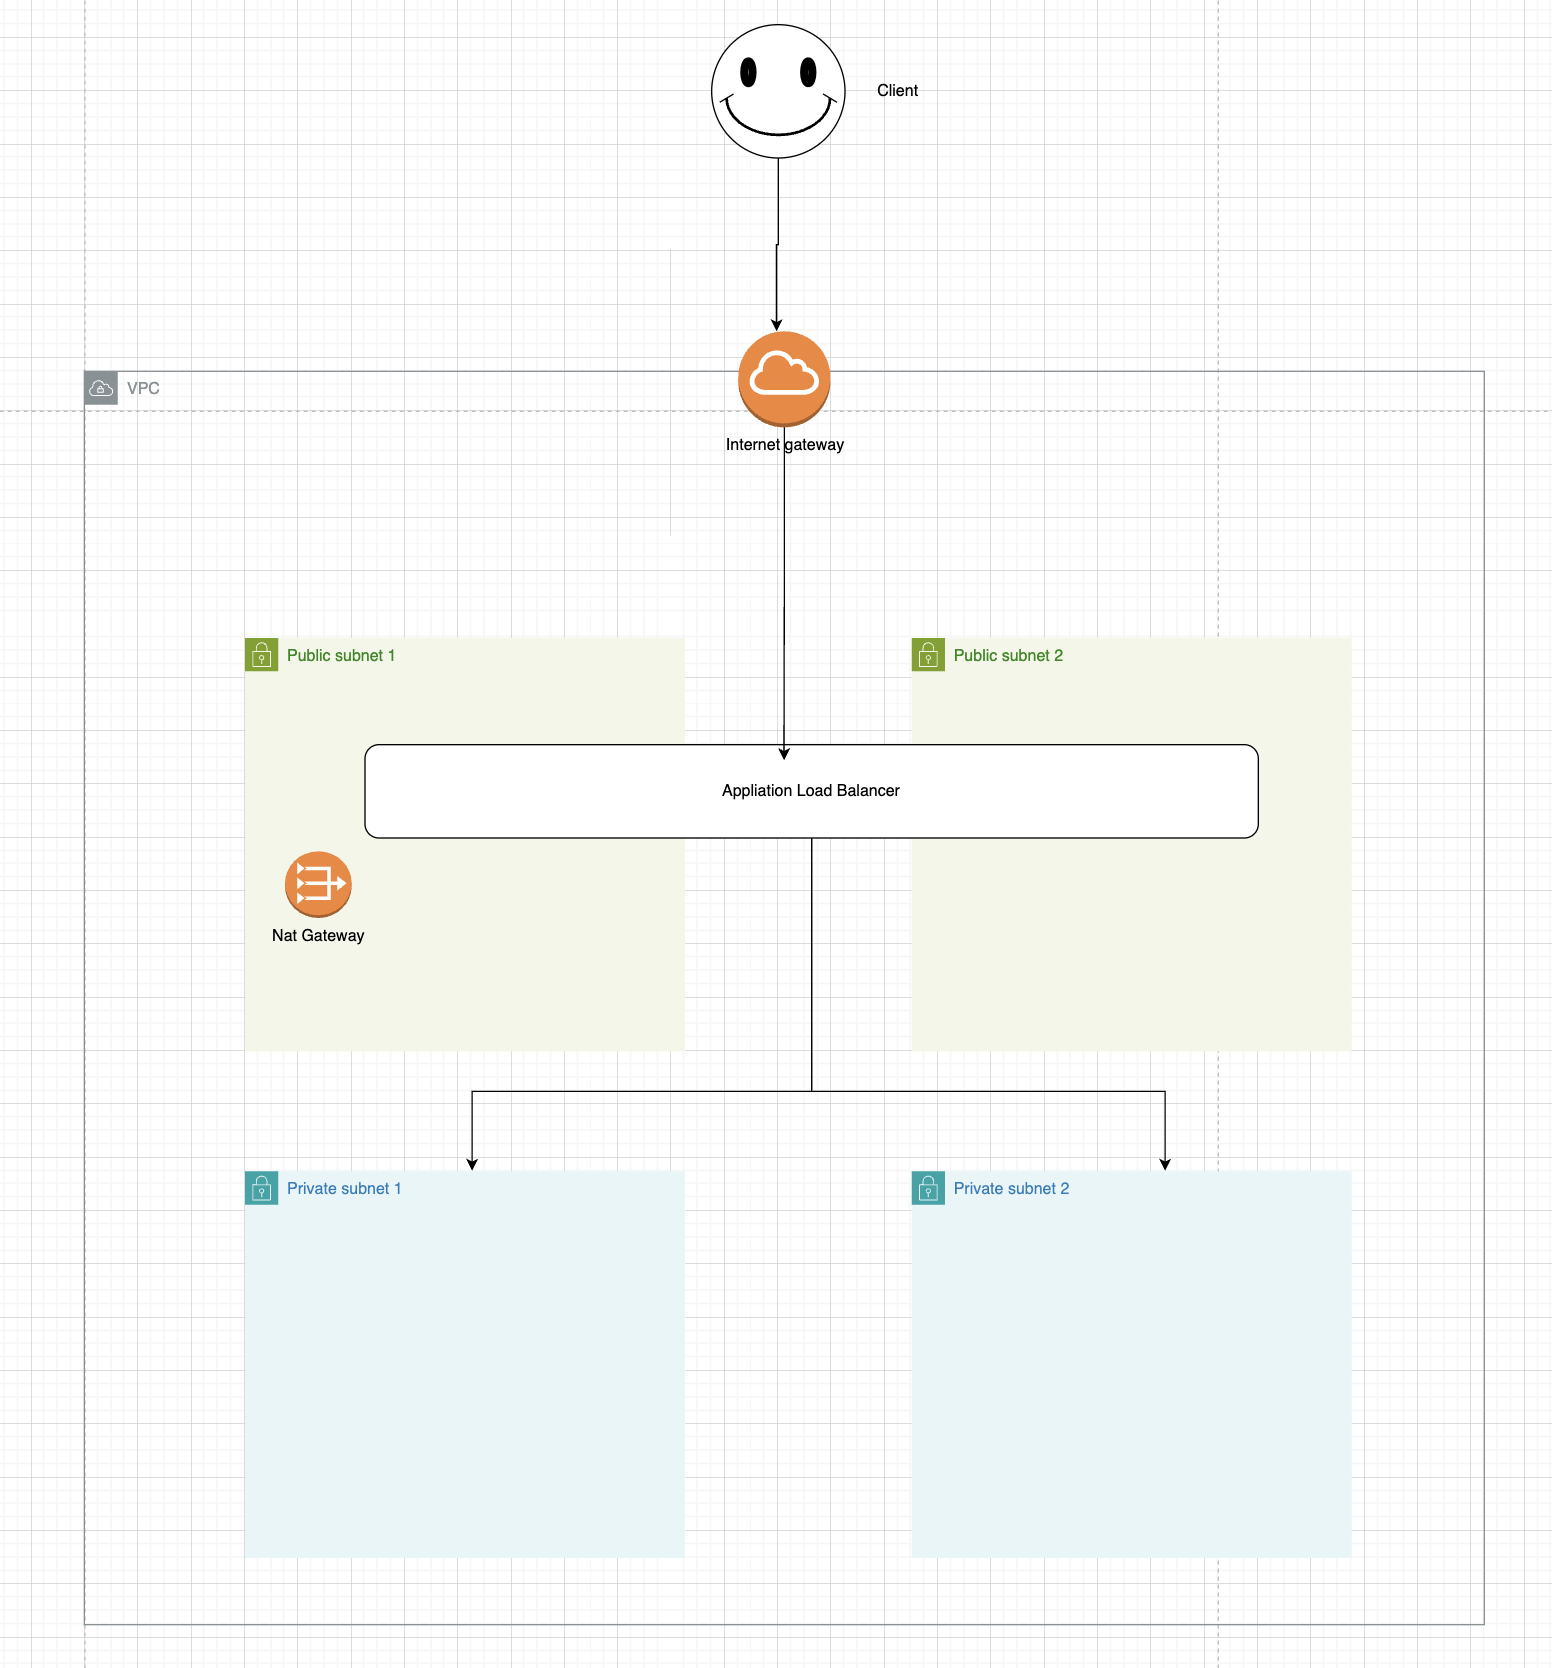 Client
VPC
Internet gateway
Public subnet 1
Public subnet 2
Appliation Load Balancer
Nat Gateway
Private subnet 1
Private subnet 2